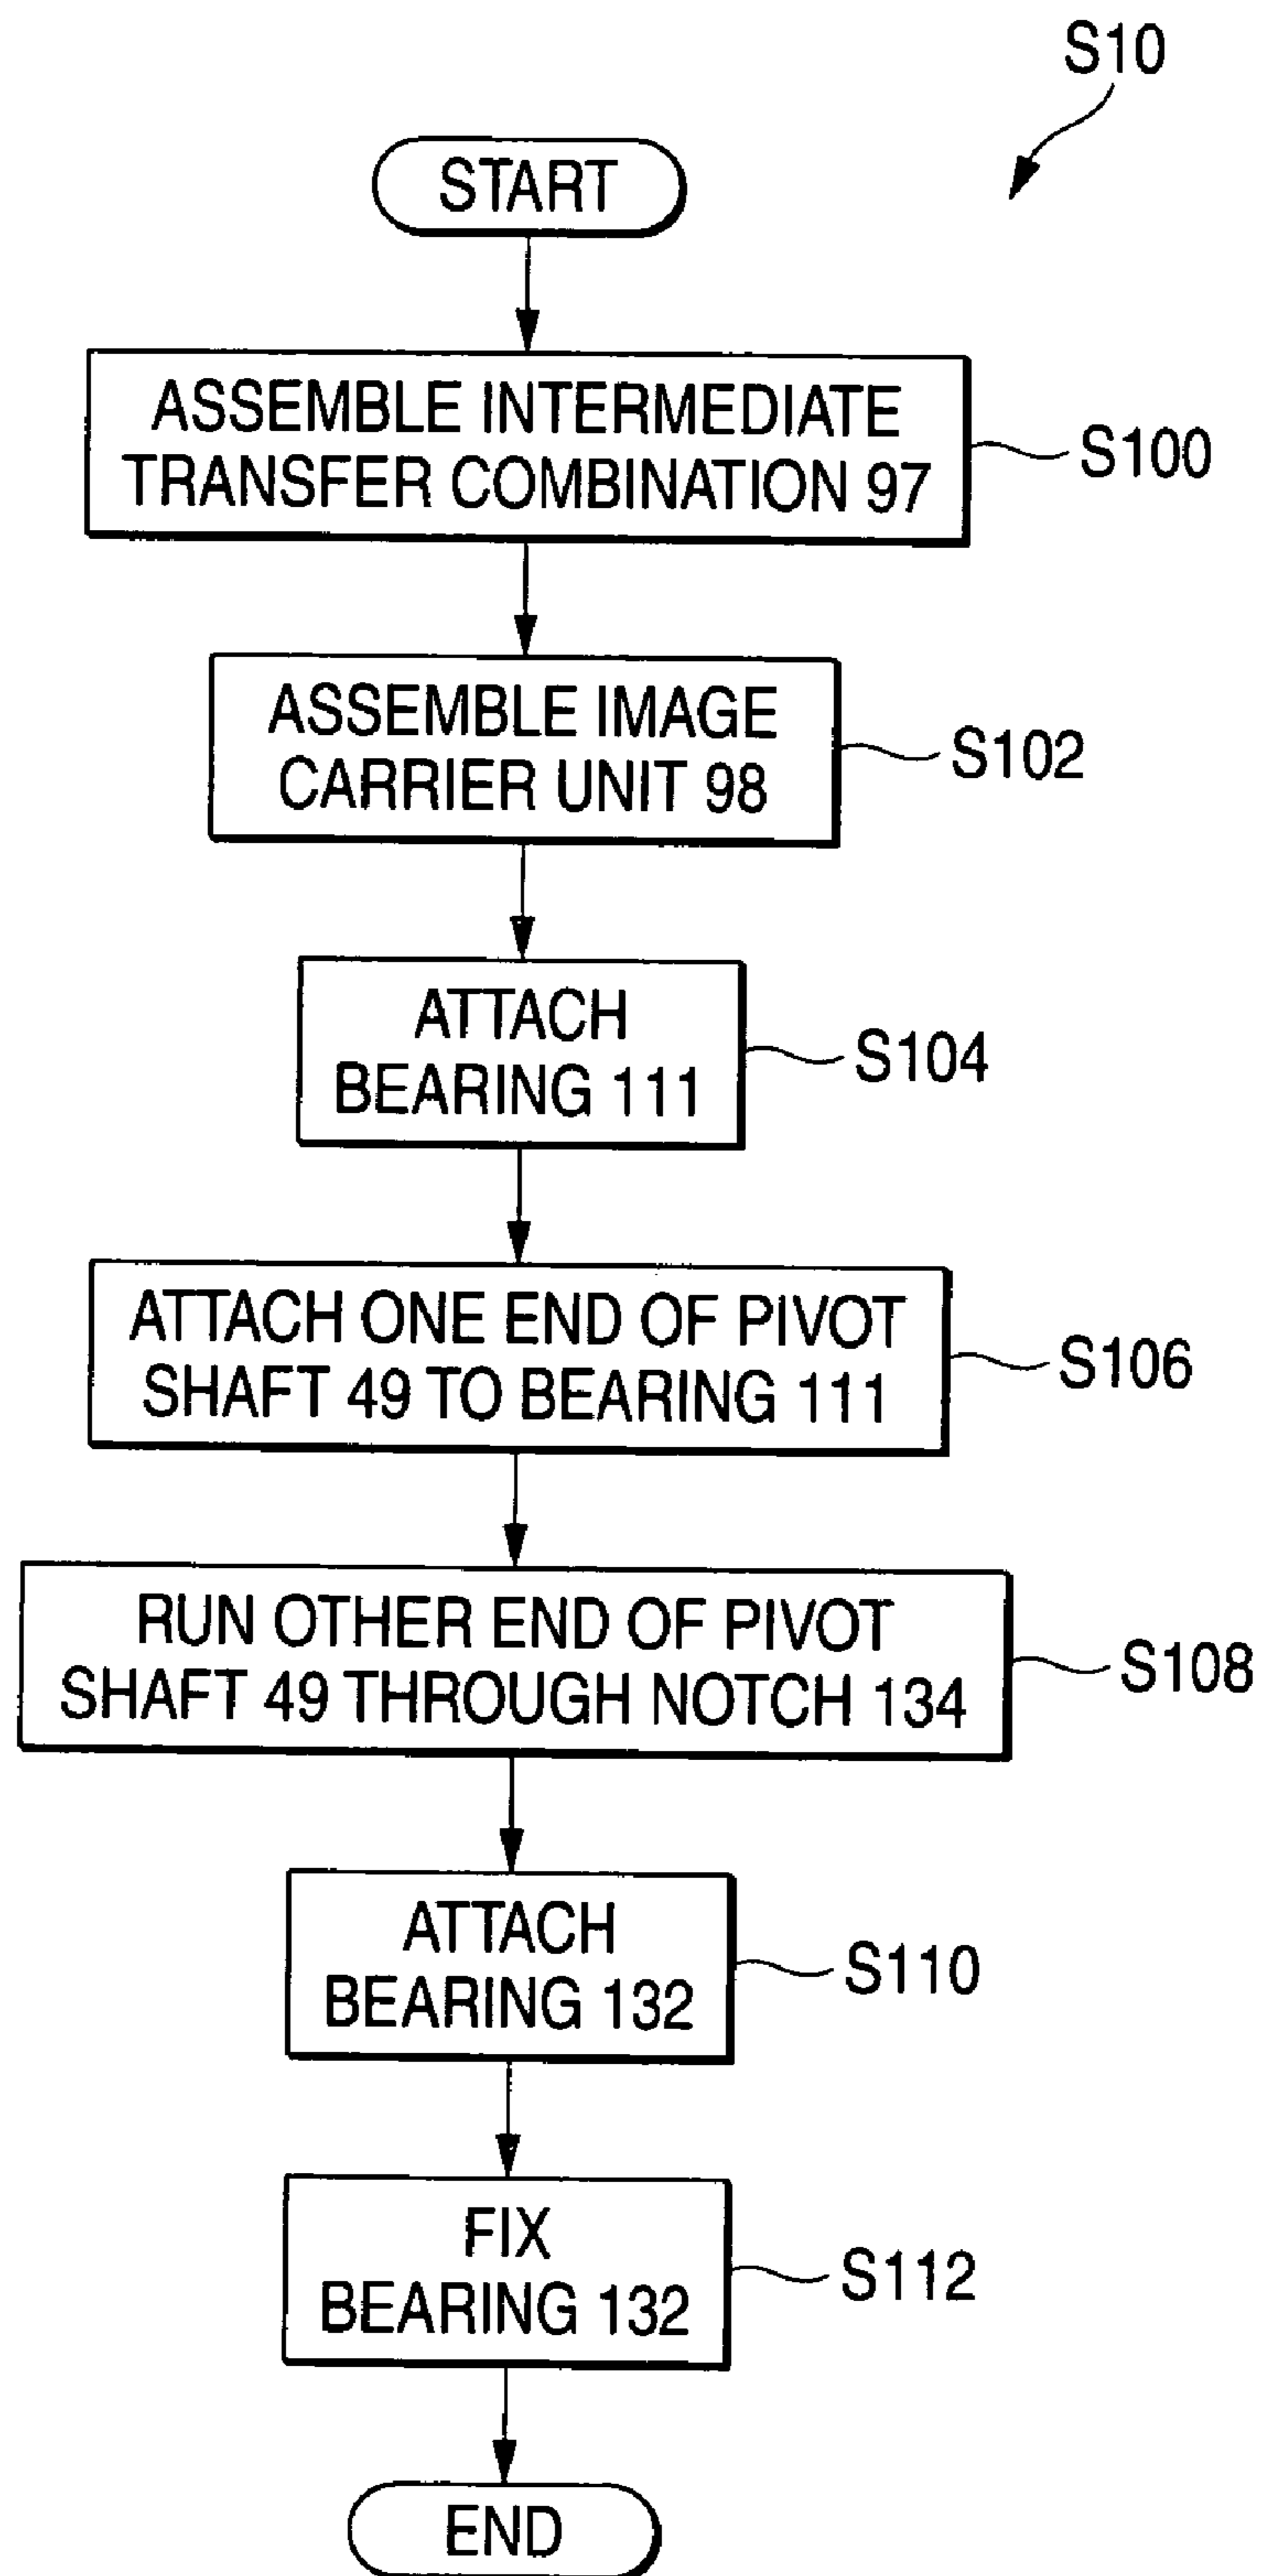 S10
START
ASSEMBLE INTERMEDIATE
TRANSFER COMBINATION 97
S100
ASSEMBLE IMAGE
CARRIER UNIT 98
S102
ATTACH
BEARING 111
S104
ATTACH ONE END OF PIVOT
SHAFT 49 TO BEARING 111
S106
RUN OTHER END OF PIVOT
SHAFT 49 THROUGH NOTCH 134
S108
ATTACH
BEARING 132
S110
FIX
BEARING 132
S112
END